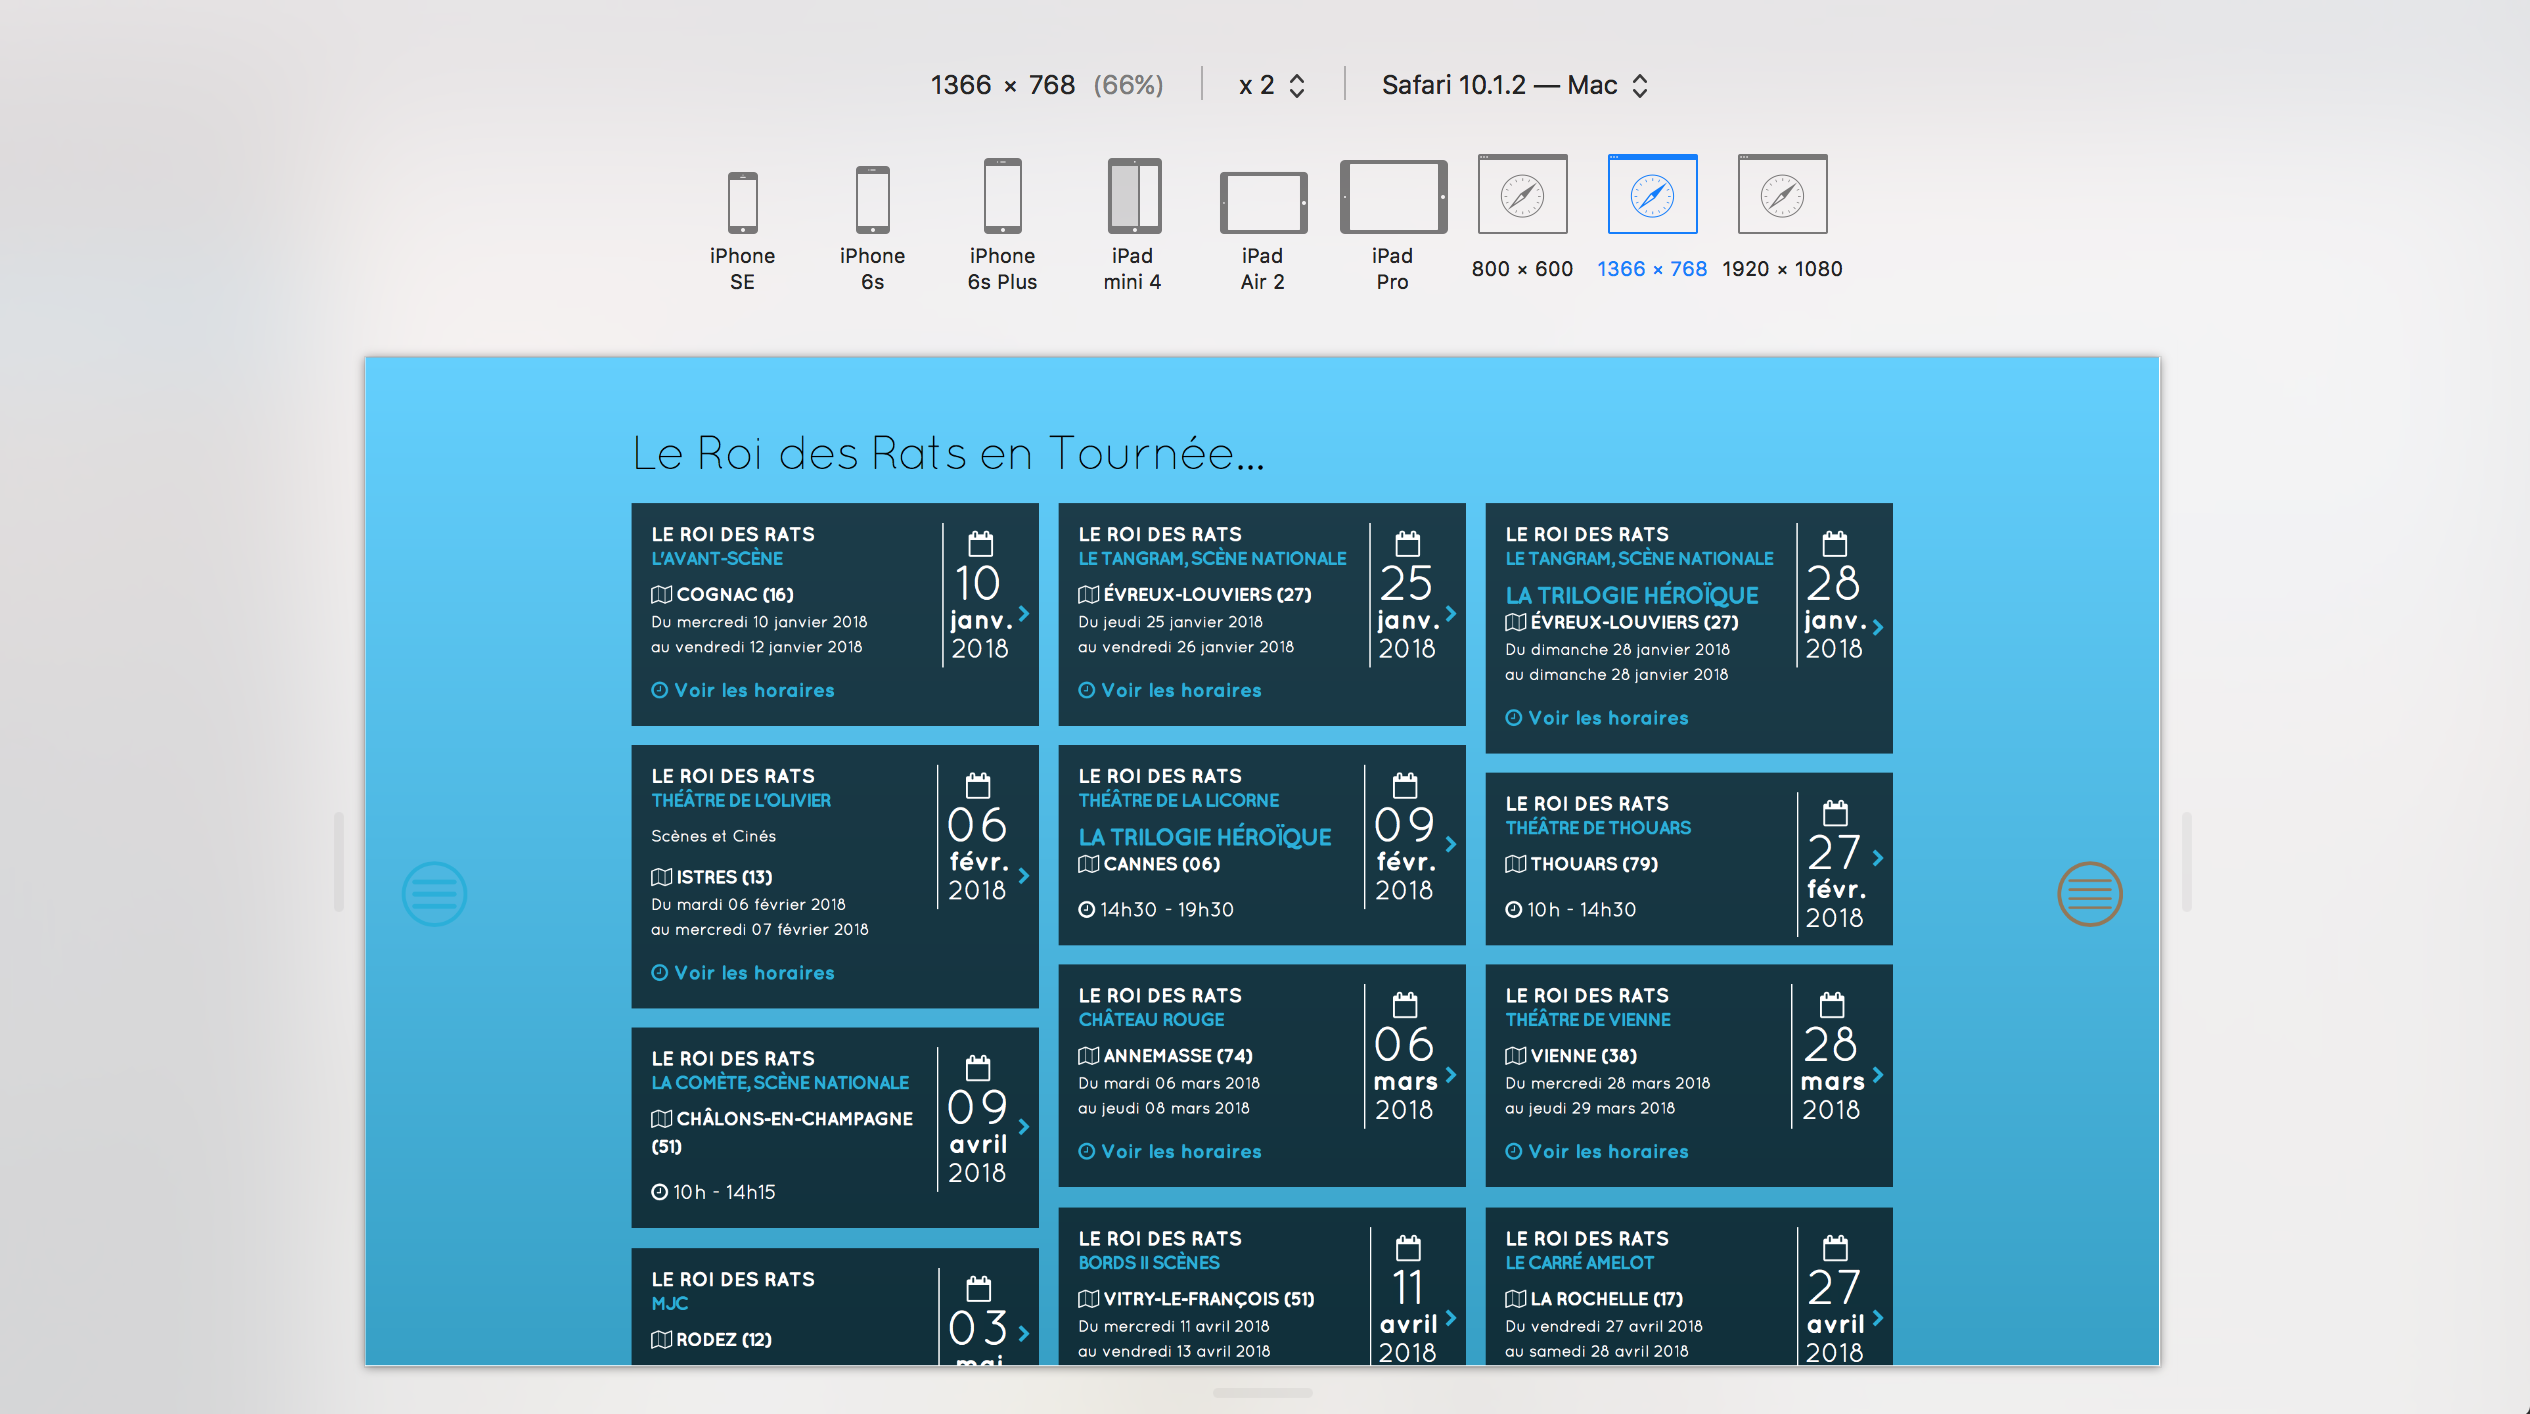 1366 × 768 (66%)
x 2
Safari 10.1.2 — Mac
iPhone
SE
iPhone
6s
iPhone
6s Plus
iPad
mini 4
iPad
Air 2
iPad
Pro
800 × 600
1366 × 768
1920 × 1080
Le Roi des Rats en Tournée...
LE ROI DES RATS
L'AVANT-SCÈNE
COGNAC (16)
Du mercredi 10 janvier 2018
au vendredi 12 janvier 2018
Voir les horaires
10
janv.
2018
LE ROI DES RATS
LE TANGRAM, SCÈNE NATIONALE
ÉVREUX-LOUVIERS (27)
Du jeudi 25 janvier 2018
au vendredi 26 janvier 2018
Voir les horaires
25
janv.
2018
LE ROI DES RATS
LE TANGRAM, SCÈNE NATIONALE
LA TRILOGIE HÉROÏQUE
ÉVREUX-LOUVIERS (27)
Du dimanche 28 janvier 2018
au dimanche 28 janvier 2018
Voir les horaires
28
janv.
2018
LE ROI DES RATS
THÉÂTRE DE L'OLIVIER
Scènes et Cinés
ISTRES (13)
Du mardi 06 février 2018
au mercredi 07 février 2018
Voir les horaires
06
févr.
2018
LE ROI DES RATS
THÉÂTRE DE LA LICORNE
LA TRILOGIE HÉROÏQUE
CANNES (06)
14h30 - 19h30
09
févr.
2018
LE ROI DES RATS
THÉÂTRE DE THOUARS
THOUARS (79)
10h - 14h30
27
févr.
2018
LE ROI DES RATS
CHÂTEAU ROUGE
ANNEMASSE (74)
Du mardi 06 mars 2018
au jeudi 08 mars 2018
Voir les horaires
06
mars
2018
LE ROI DES RATS
THÉÂTRE DE VIENNE
VIENNE (38)
Du mercredi 28 mars 2018
au jeudi 29 mars 2018
Voir les horaires
28
mars
2018
LE ROI DES RATS
LA COMÈTE, SCÈNE NATIONALE
CHÂLONS-EN-CHAMPAGNE
(51)
10h - 14h15
09
avril
2018
LE ROI DES RATS
BORDS II SCÈNES
VITRY-LE-FRANÇOIS (51)
Du mercredi 11 avril 2018
au vendredi 13 avril 2018
11
avril
2018
LE ROI DES RATS
LE CARRÉ AMELOT
LA ROCHELLE (17)
Du vendredi 27 avril 2018
au samedi 28 avril 2018
27
avril
2018
LE ROI DES RATS
MJC
RODEZ (12)
03
mai